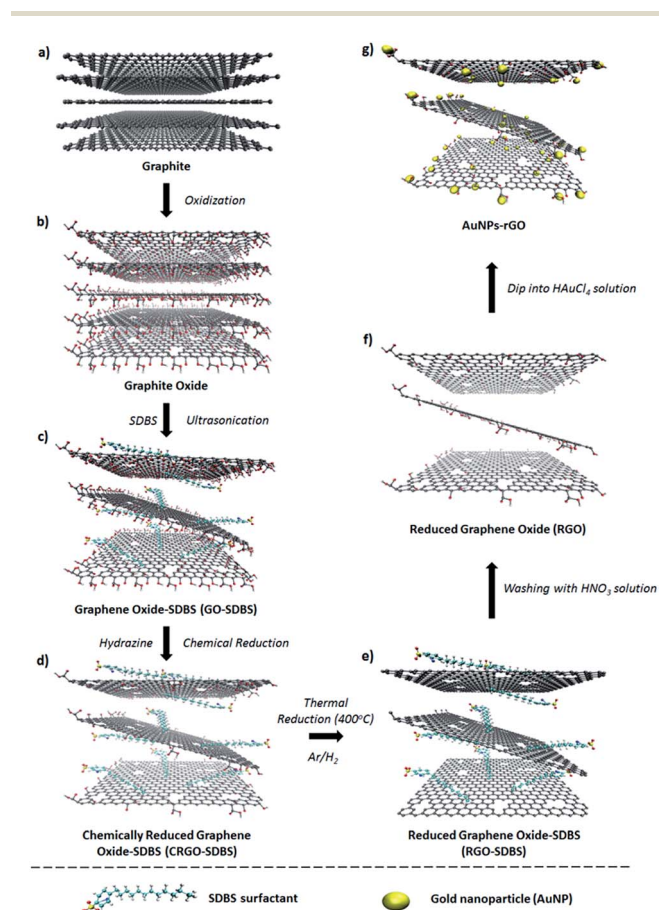 a)
Graphite
Oxidization
b)
Graphite Oxide
SDBS Ultrasonication
c)
Graphene Oxide-SDBS (GO-SDBS)
Hydrazine Chemical Reduction
d)
Chemically Reduced Graphene
Oxide-SDBS (CRGO-SDBS)
Thermal
Reduction (400°C)
Ar/H₂
e)
Reduced Graphene Oxide-SDBS
(RGO-SDBS)
Washing with HNO₃ solution
f)
Reduced Graphene Oxide (RGO)
Dip into HAuCl₄ solution
g)
AuNPs-rGO
SDBS surfactant
Gold nanoparticle (AuNP)